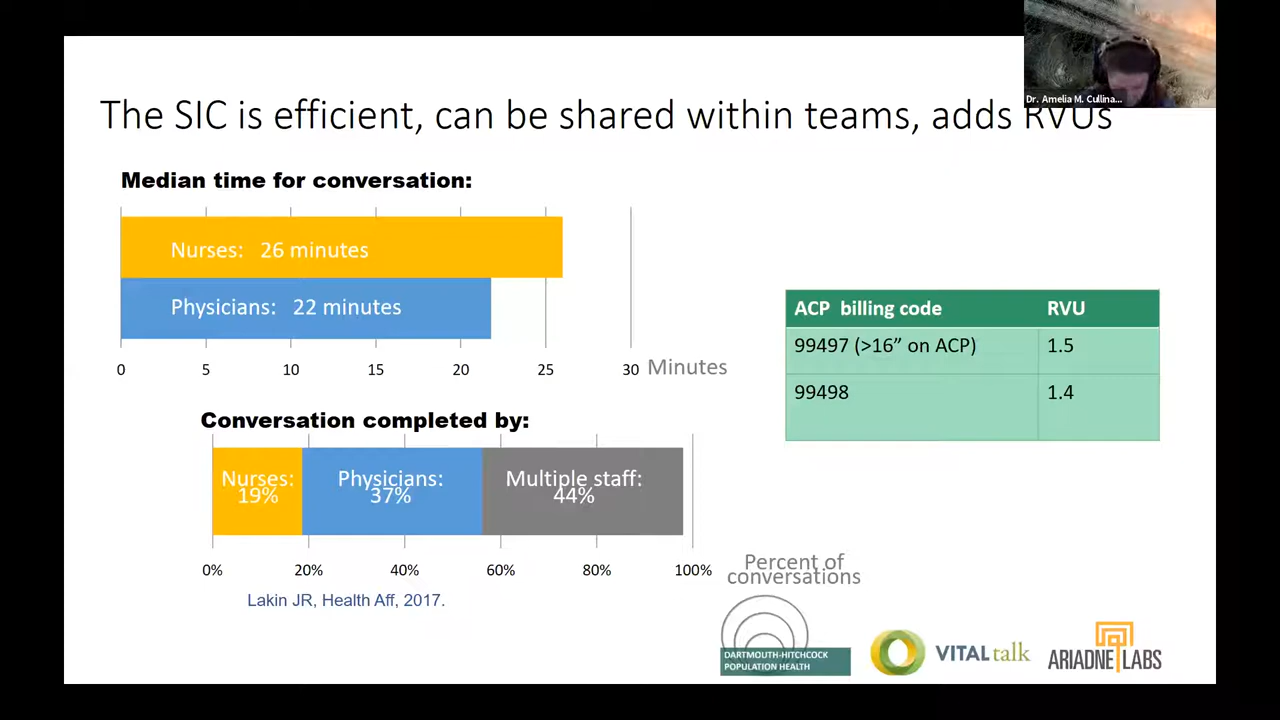 Dr. Amelia M. Cullina...
The SIC is efficient, can be shared within teams, adds RVUs
Median time for conversation:
Nurses: 26 minutes
Physicians: 22 minutes
0 5 10 15 20 25 30 Minutes
ACP billing code RVU
99497 (>16” on ACP) 1.5
99498 1.4
Conversation completed by:
Nurses: Physicians: Multiple staff:
19% 37% 44%
0% 20% 40% 60% 80% 100%
Percent of
conversations
Lakin JR, Health Aff, 2017.
DARTMOUTH-HITCHCOCK
POPULATION HEALTH
VITALtalk
ARIADNE LABS